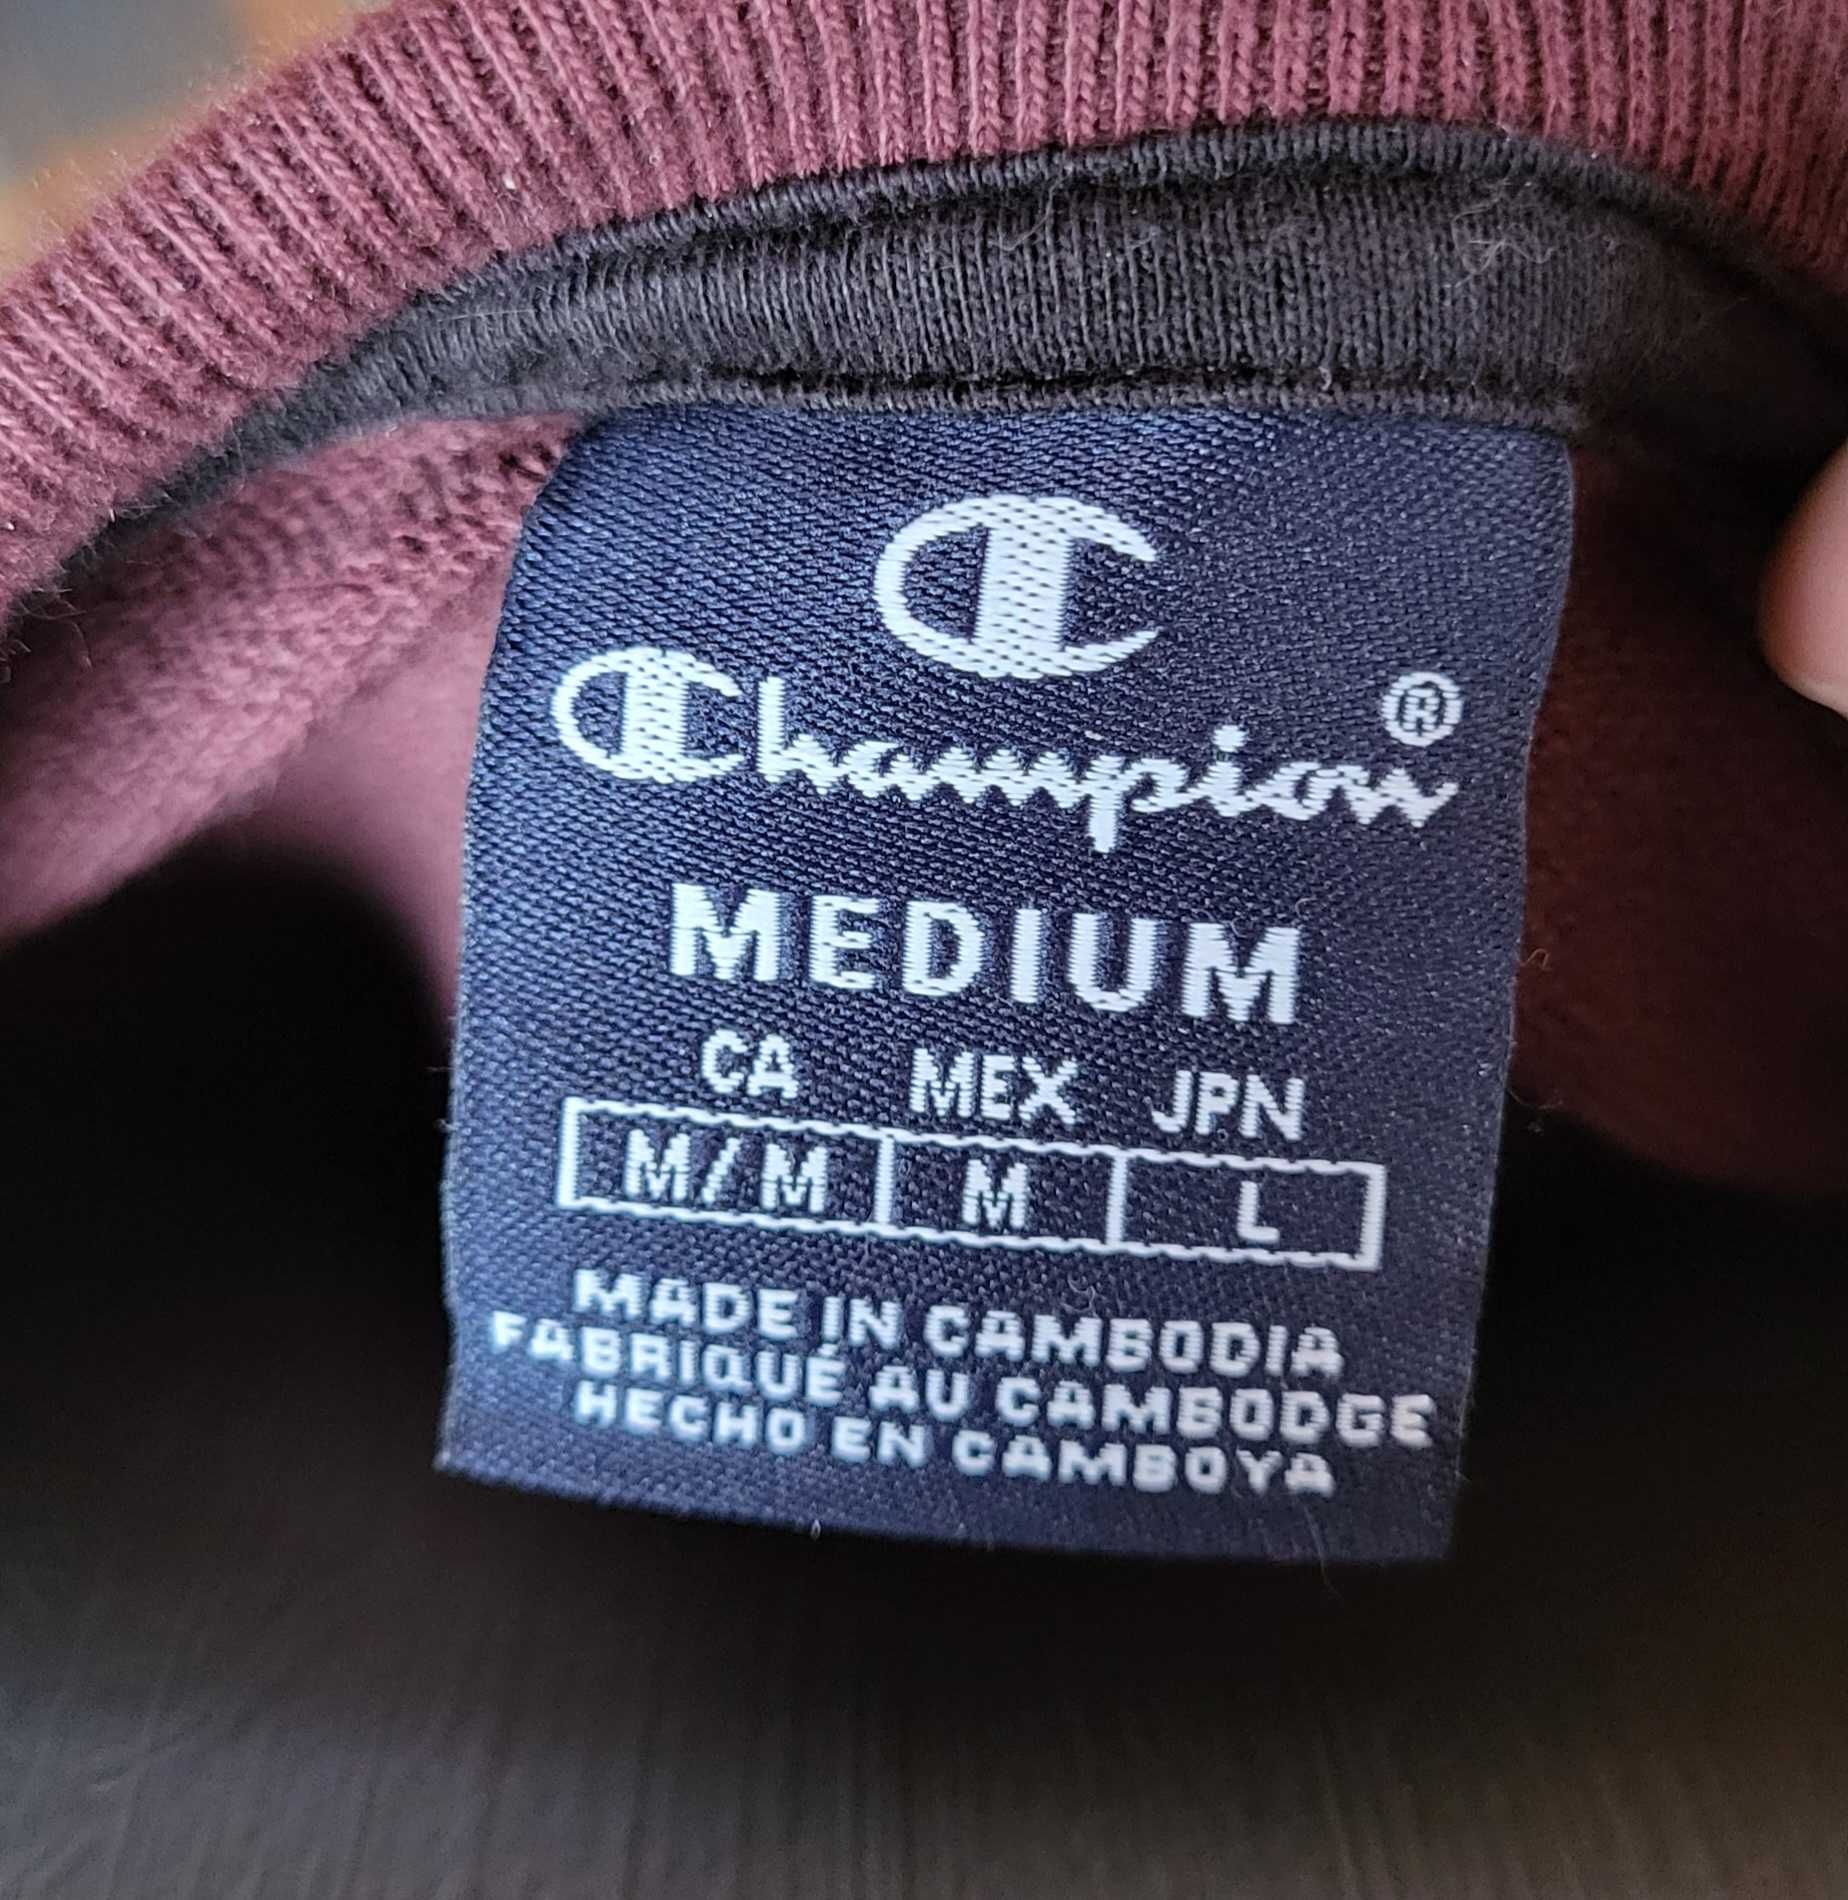 Champion®
MEDIUM
CA MEX JPN
M/M M L
MADE IN CAMBODIA
FABRIQUÉ AU CAMBODGE
HECHO EN CAMBOYA